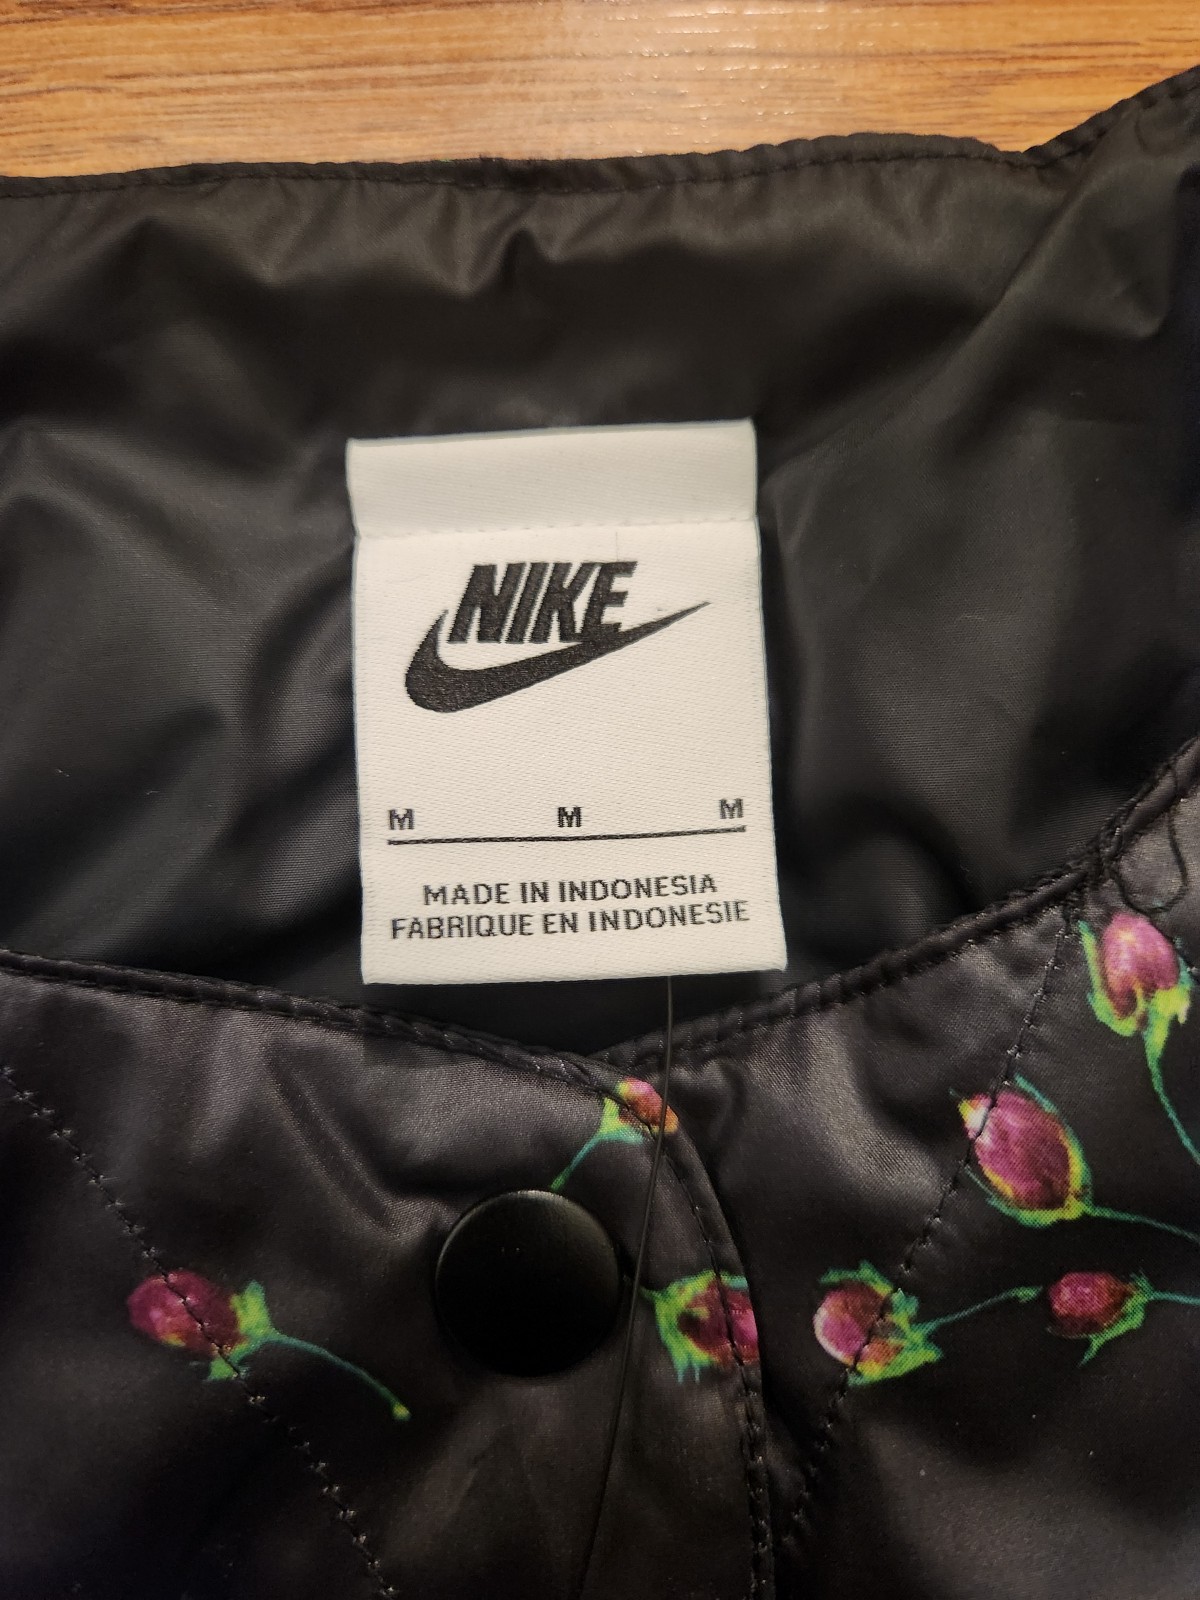 NIKE
M M M
MADE IN INDONESIA
FABRIQUE EN INDONESIE